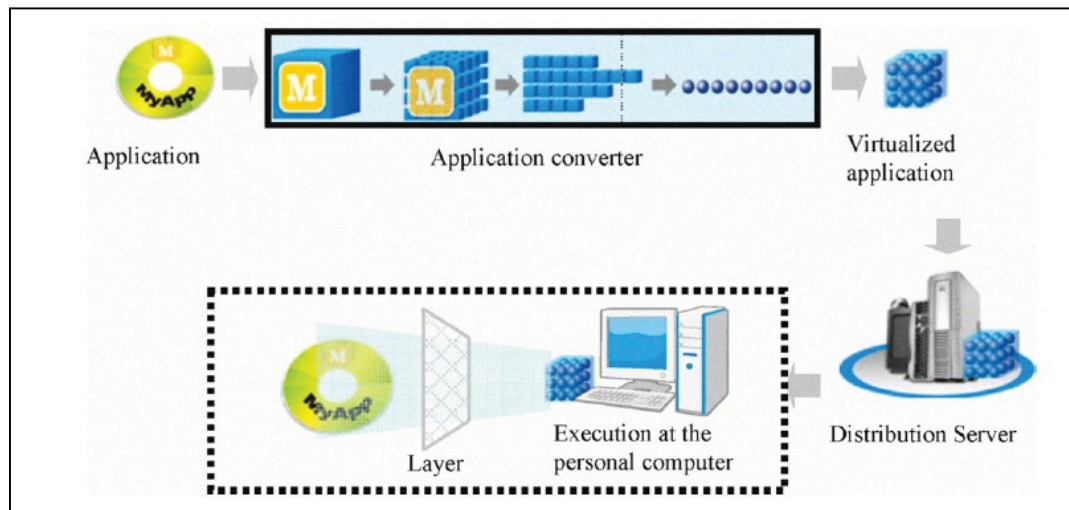 M
MyApp
M
M
Application
Application converter
Virtualized
application
M
MyApp
Layer
Execution at the
personal computer
Distribution Server